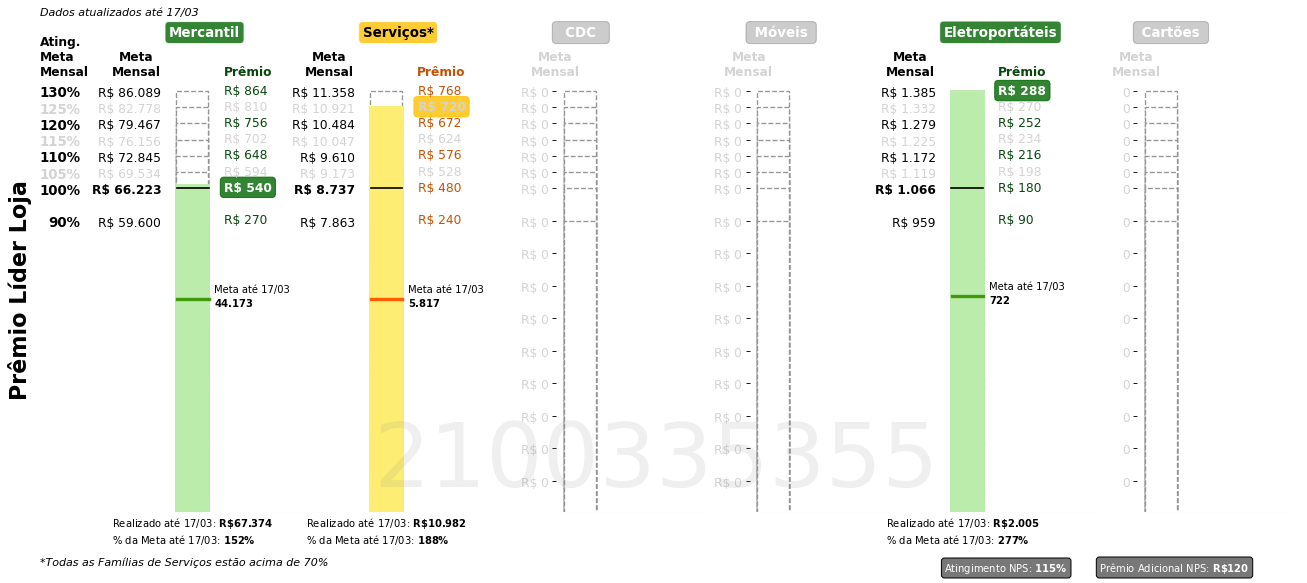 Dados atualizados até 17/03
Mercantil Serviços* CDC Móveis Eletroportáteis Cartões
Ating.
Meta Meta Meta Meta Meta Meta Meta
Mensal Mensal Prêmio Mensal Prêmio Mensal Mensal Mensal Prêmio Mensal
130% R$ 86.089 R$ 864 R$ 11.358 R$ 768 R$ 0 R$ 0 R$ 1.385 R$ 288 0
125% R$ 82.778 R$ 810 R$ 10.921 R$ 720 R$ 0 R$ 0 R$ 1.332 R$ 270 0
120% R$ 79.467 R$ 756 R$ 10.484 R$ 672 R$ 0 R$ 0 R$ 1.279 R$ 252 0
115% R$ 76.156 R$ 702 R$ 10.047 R$ 624 R$ 0 R$ 0 R$ 1.225 R$ 234 0
110% R$ 72.845 R$ 648 R$ 9.610 R$ 576 R$ 0 R$ 0 R$ 1.172 R$ 216 0
105% R$ 69.534 R$ 594 R$ 9.173 R$ 528 R$ 0 R$ 0 R$ 1.119 R$ 198 0
100% R$ 66.223 R$ 540 R$ 8.737 R$ 480 R$ 0 R$ 0 R$ 1.066 R$ 180 0
90% R$ 59.600 R$ 270 R$ 7.863 R$ 240 R$ 0 R$ 0 R$ 959 R$ 90 0
R$ 0 R$ 0 0
Meta até 17/03 Meta até 17/03 R$ 0 R$ 0 Meta até 17/03 0
44.173 5.817 722
R$ 0 R$ 0 0
R$ 0 R$ 0 0
R$ 0 R$ 0 0
R$ 0 R$ 0 0
R$ 0 R$ 0 0
R$ 0 R$ 0 0
Prêmio Líder Loja
2100335355
Realizado até 17/03: R$67.374 Realizado até 17/03: R$10.982 Realizado até 17/03: R$2.005
% da Meta até 17/03: 152% % da Meta até 17/03: 188% % da Meta até 17/03: 277%
*Todas as Famílias de Serviços estão acima de 70%
Atingimento NPS: 115% Prêmio Adicional NPS: R$120